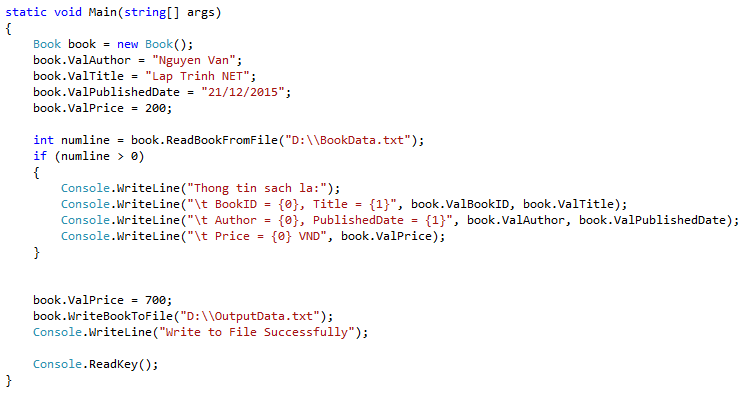 static void Main(string[] args)
{
    Book book = new Book();
    book.ValAuthor = "Nguyen Van";
    book.ValTitle = "Lap Trinh NET";
    book.ValPublishedDate = "21/12/2015";
    book.ValPrice = 200;

    int numline = book.ReadBookFromFile("D:\\BookData.txt");
    if (numline > 0)
    {
        Console.WriteLine("Thong tin sach la:");
        Console.WriteLine("\t BookID = {0}, Title = {1}", book.ValBookID, book.ValTitle);
        Console.WriteLine("\t Author = {0}, PublishedDate = {1}", book.ValAuthor, book.ValPublishedDate);
        Console.WriteLine("\t Price = {0} VND", book.ValPrice);
    }

    book.ValPrice = 700;
    book.WriteBookToFile("D:\\OutputData.txt");
    Console.WriteLine("Write to File Successfully");

    Console.ReadKey();
}